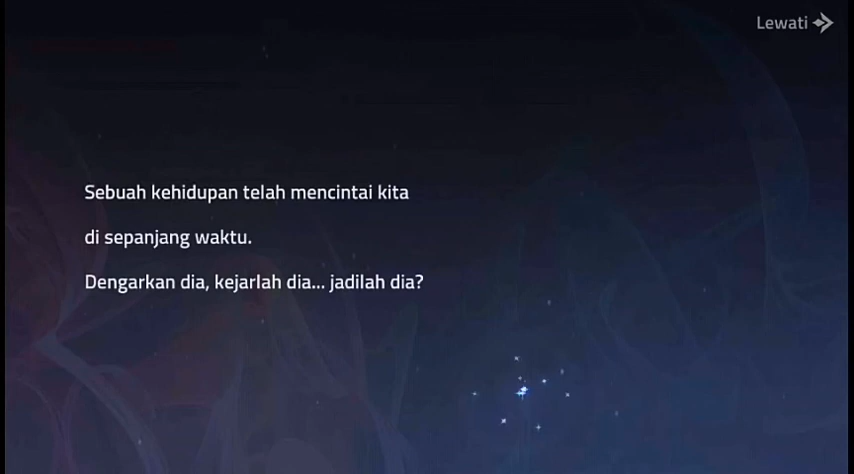 Lewati
Sebuah kehidupan telah mencintai kita
di sepanjang waktu.
Dengarkan dia, kejarlah dia... jadilah dia?